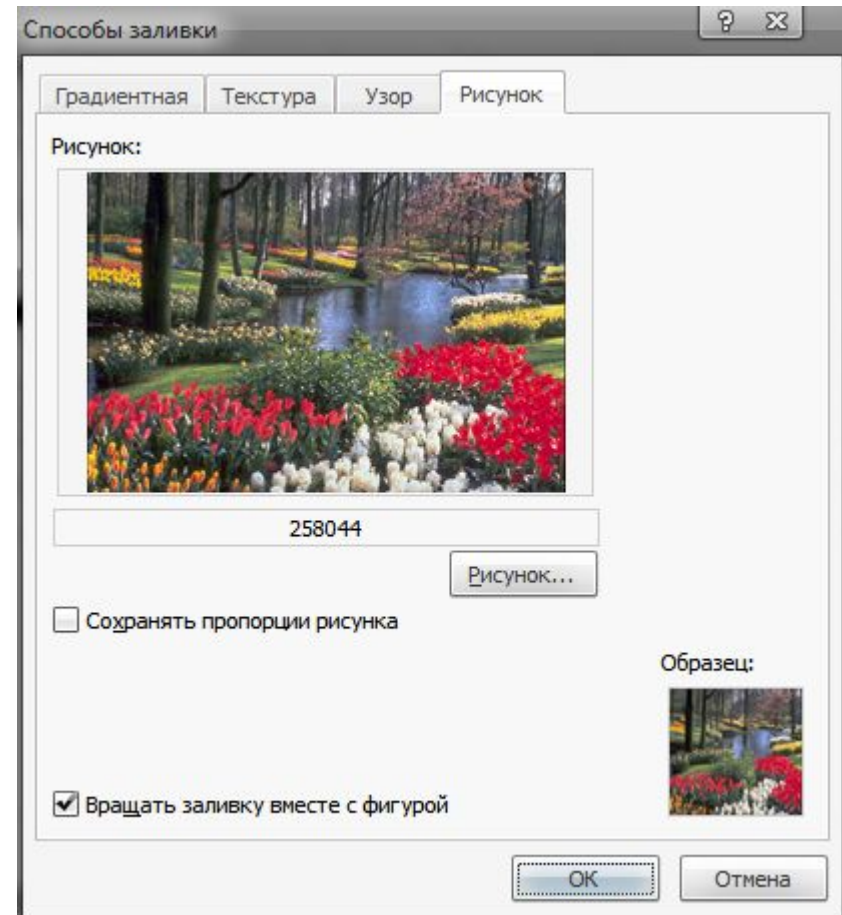 Способы заливки
Градиентная Текстура Узор Рисунок
Рисунок:
258044
Рисунок...
Сохранять пропорции рисунка
Образец:
Вращать заливку вместе с фигурой
ОК Отмена